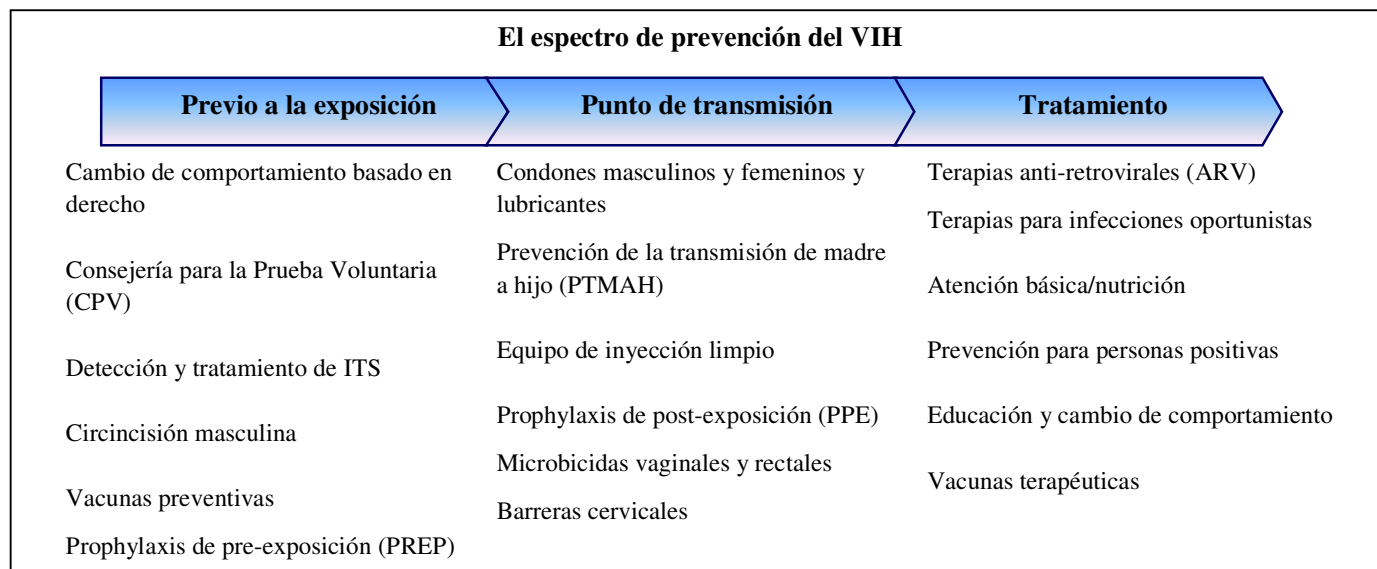 El espectro de prevención del VIH
Previo a la exposición
Punto de transmisión
Tratamiento
Cambio de comportamiento basado en
derecho
Consejería para la Prueba Voluntaria
(CPV)
Detección y tratamiento de ITS
Circincisión masculina
Vacunas preventivas
Prophylaxis de pre-exposición (PREP)
Condones masculinos y femeninos y
lubricantes
Prevención de la transmisión de madre
a hijo (PTMAH)
Equipo de inyección limpio
Prophylaxis de post-exposición (PPE)
Microbicidas vaginales y rectales
Barreras cervicales
Terapias anti-retrovirales (ARV)
Terapias para infecciones oportunistas
Atención básica/nutrición
Prevención para personas positivas
Educación y cambio de comportamiento
Vacunas terapéuticas